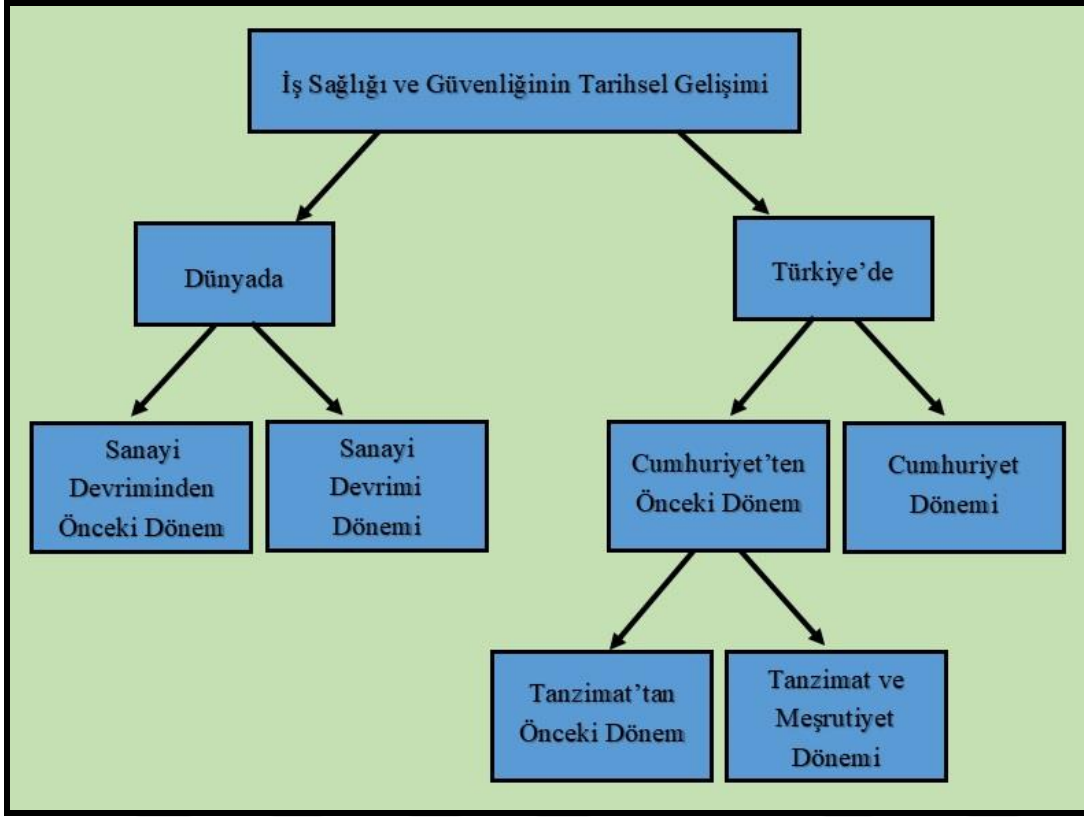 İş Sağlığı ve Güvenliğinin Tarihsel Gelişimi
Dünyada
Türkiye’de
Sanayi
Devriminden
Önceki Dönem
Sanayi
Devrimi
Dönemi
Cumhuriyet’ten
Önceki Dönem
Cumhuriyet
Dönemi
Tanzimat’tan
Önceki Dönem
Tanzimat ve
Meşrutiyet
Dönemi